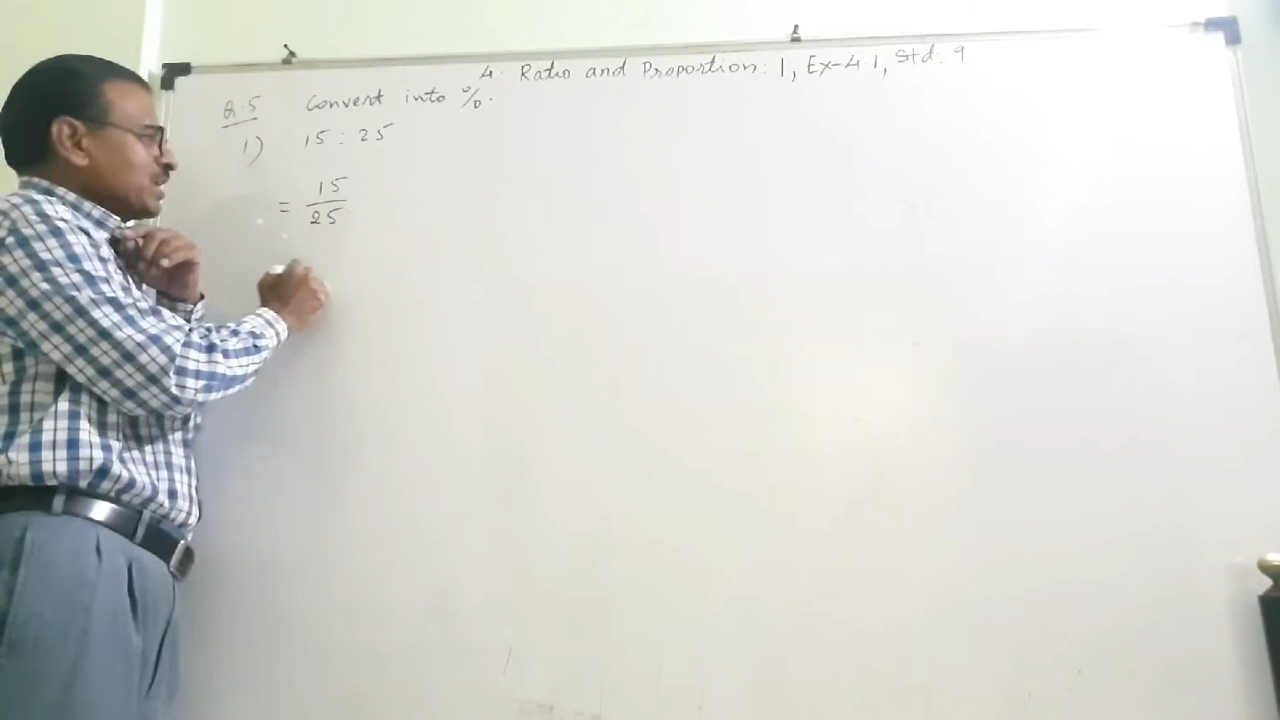 4. Ratio and Proportion: 1, Ex-4.1, Std: 9
Q.5 Convert into %.
1) 15 : 25
= 15
25